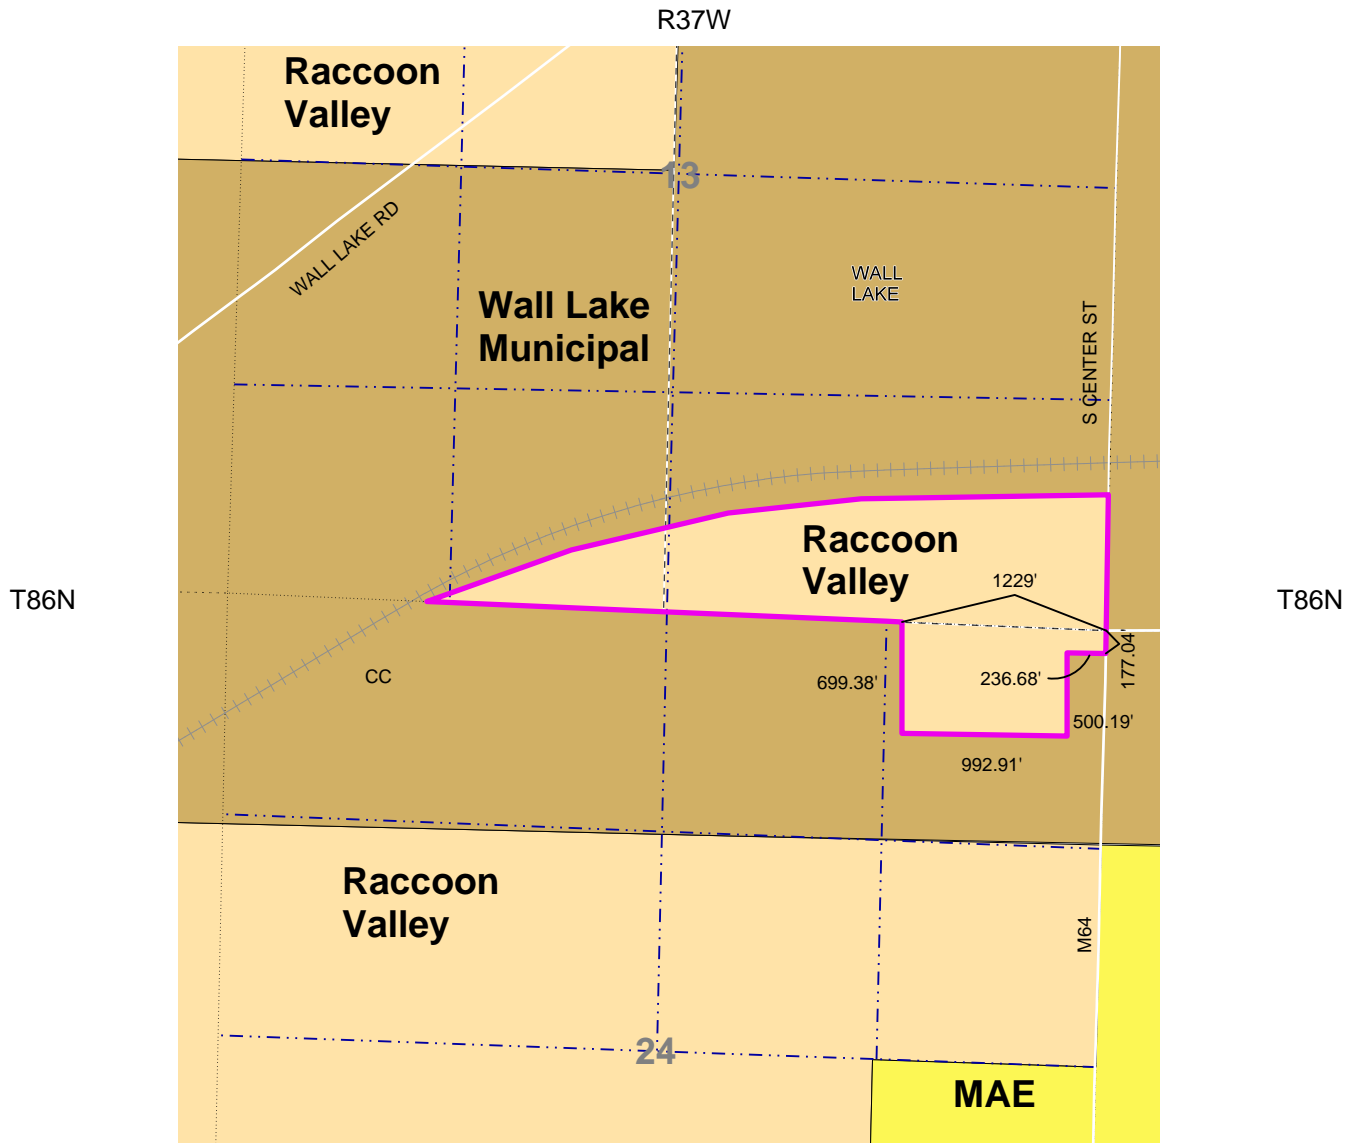 R37W
Raccoon
Valley
13
WALL LAKE RD
WALL
LAKE
Wall Lake
Municipal
S CENTER ST
Raccoon
Valley
1229'
T86N
T86N
177.04
CC
699.38'
236.68'
500.19'
992.91'
Raccoon
Valley
M64
24
MAE